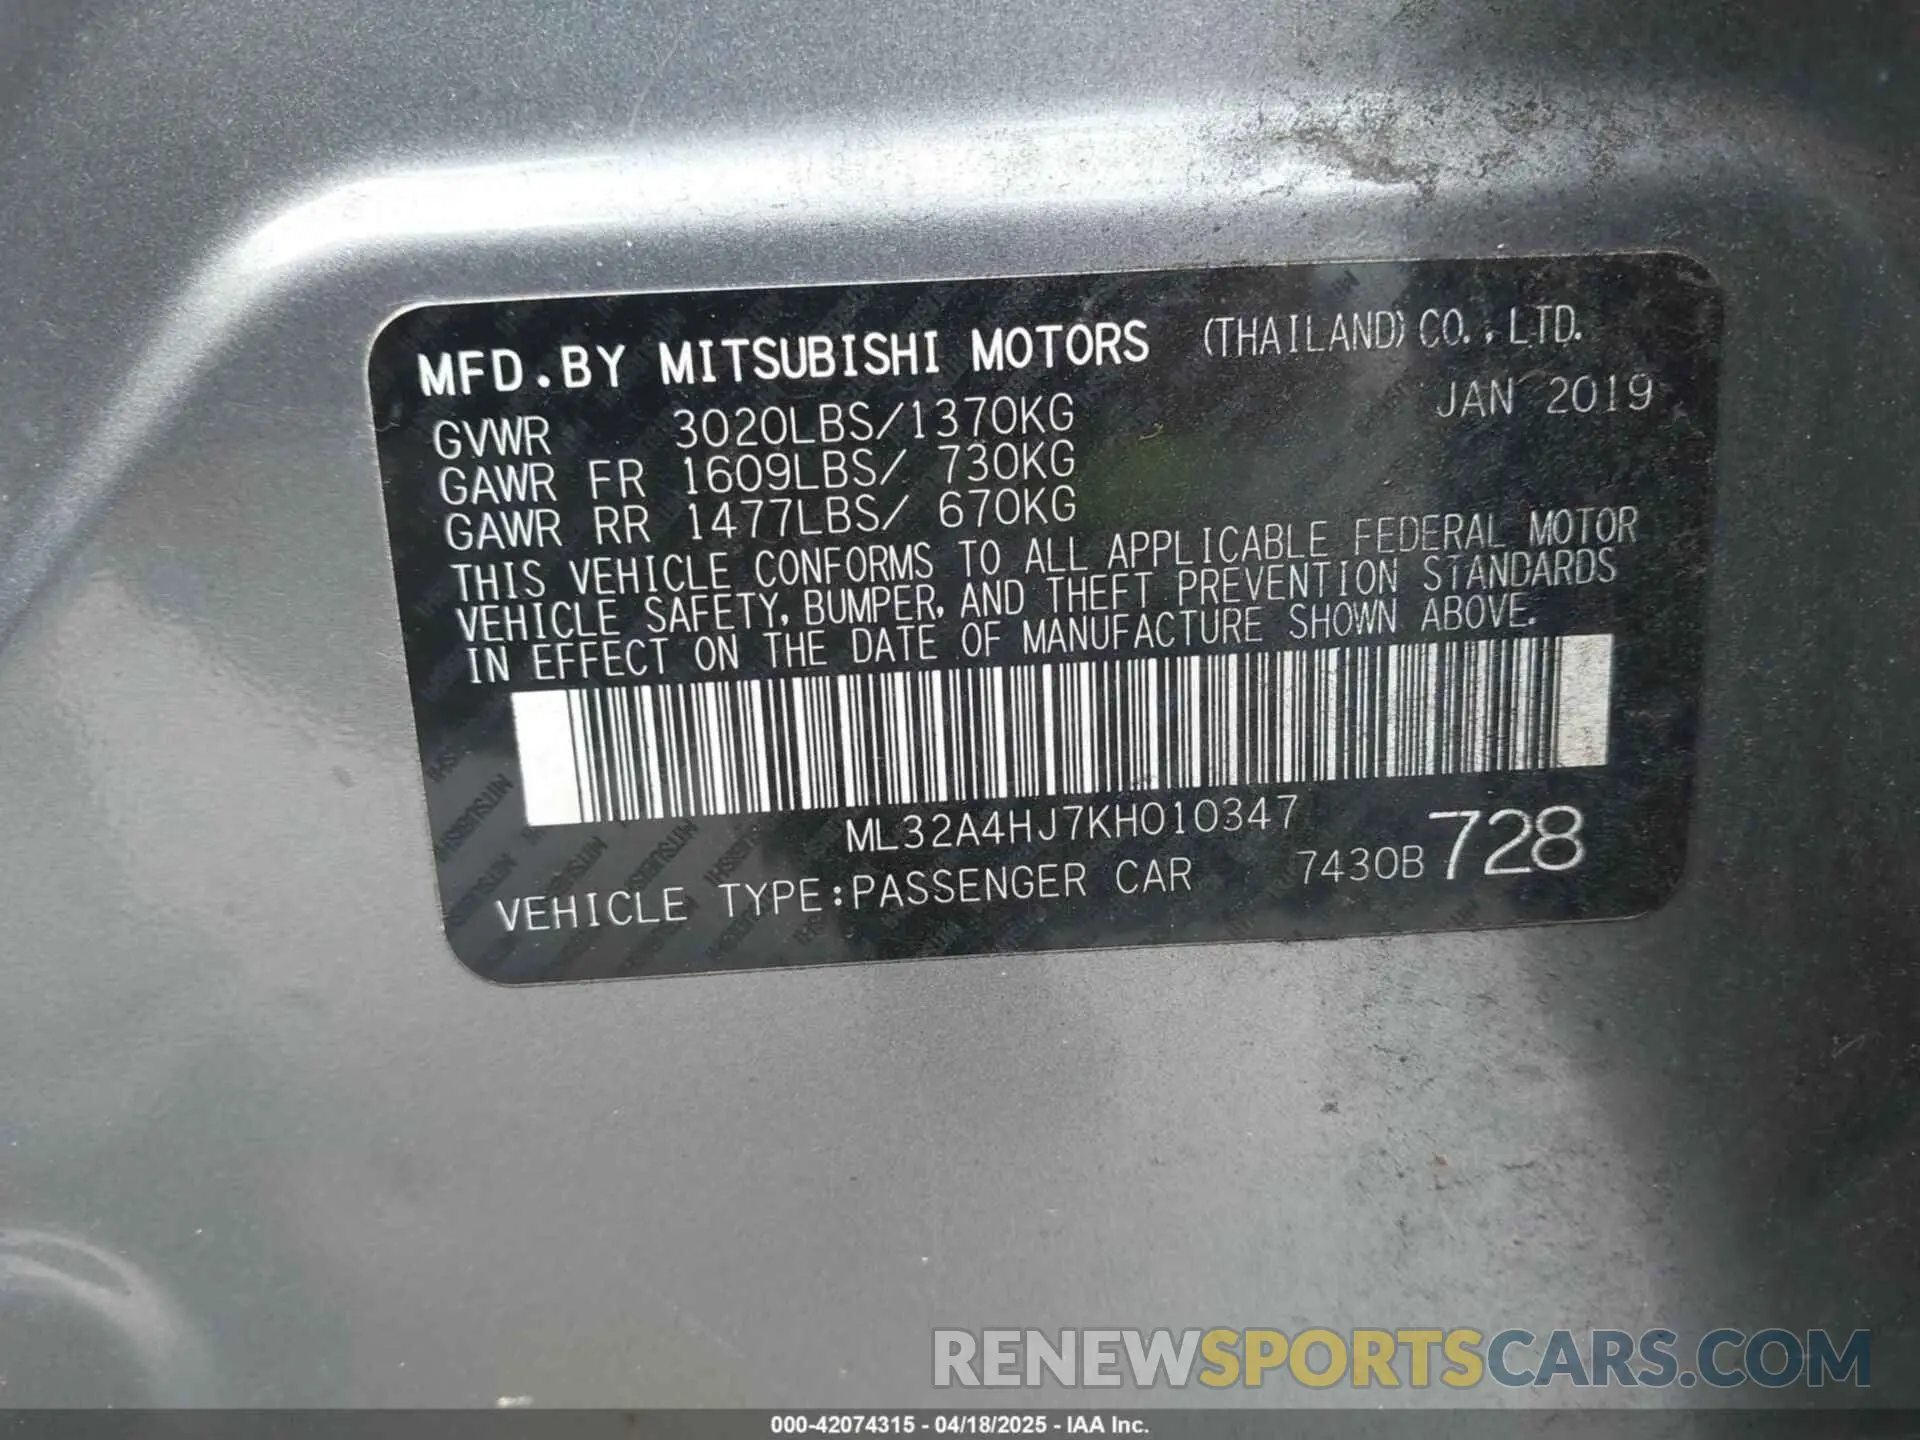 MFD.BY MITSUBISHI MOTORS (THAILAND)CO.,LTD.
JAN 2019
GVWR 3020LBS/1370KG
GAWR FR 1609LBS/ 730KG
GAWR RR 1477LBS/ 670KG
THIS VEHICLE CONFORMS TO ALL APPLICABLE FEDERAL MOTOR
VEHICLE SAFETY, BUMPER, AND THEFT PREVENTION STANDARDS
IN EFFECT ON THE DATE OF MANUFACTURE SHOWN ABOVE.
ML32A4HJ7KH010347
VEHICLE TYPE:PASSENGER CAR 7430B728
RENEWSPORTSCARS.COM
000-42074315 - 04/18/2025 - IAA Inc.